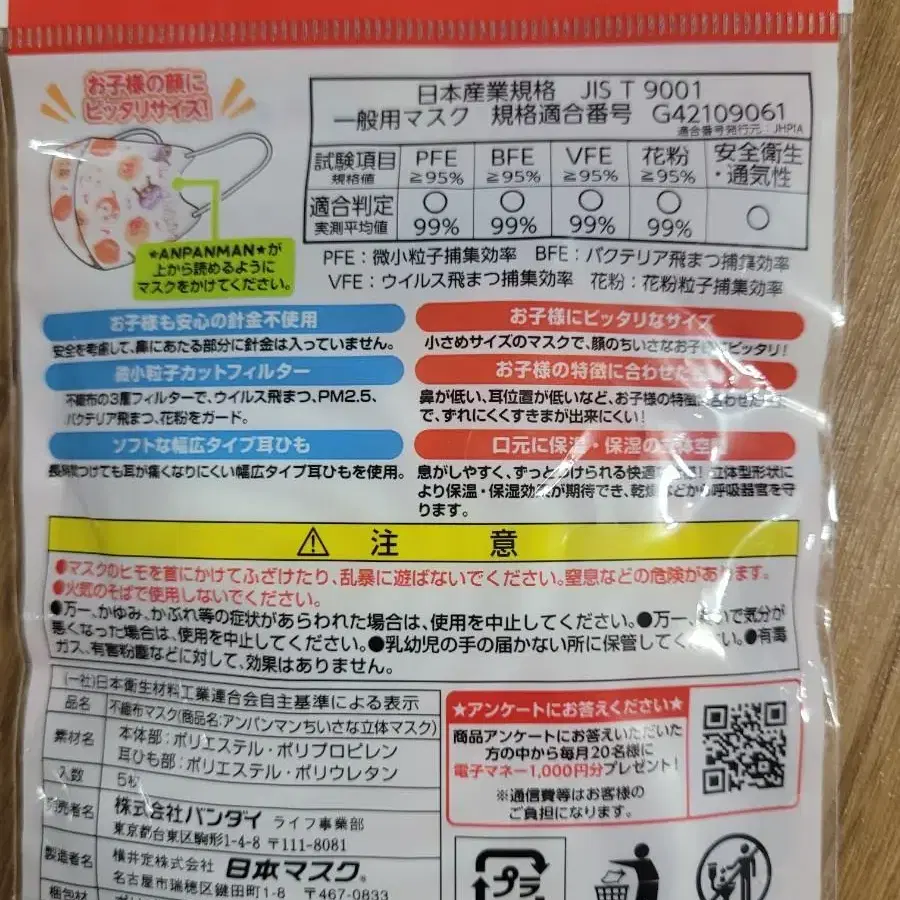 お子様の顔に
ピッタリサイズ!
★ANPANMAN★が
上から読めるように
マスクをかけてください。
日本産業規格 JIS T 9001
一般用マスク 規格適合番号 G42109061
適合番号発行元:JHPIA
試験項目 PFE BFE VFE 花粉 安全衛生
規格値 ≧95% ≧95% ≧95% ≧95% ・通気性
適合判定 ○ ○ ○ ○ ○
実測平均値 99% 99% 99% 99%
PFE:微小粒子捕集効率 BFE:バクテリア飛まつ捕集効率
VFE:ウイルス飛まつ捕集効率 花粉:花粉粒子捕集効率
お子様も安心の針金不使用
安全を考慮して、鼻にあたる部分に針金は入っていません。
微小粒子カットフィルター
不織布の3層フィルターで、ウイルス飛まつ、PM2.5、
バクテリア飛まつ、花粉をガード。
ソフトな幅広タイプ耳ひも
長時間つけても耳が痛くなりにくい幅広タイプ耳ひもを使用。
お子様にピッタリなサイズ
小さめサイズのマスクで、顔のちいさなお子様にピッタリ!
お子様の特徴に合わせた
鼻が低い、耳位置が低いなど、お子様の特徴に合わせた
で、ずれにくくすきまが出来にくい!
口元に保温・保湿の立体空間
息がしやすく、ずっとつけられる快適 立体型形状に
より保温・保湿効果が期待でき、乾燥などから呼吸器官を守
ります。
⚠ 注 意
●マスクのヒモを首にかけてふざけたり、乱暴に遊ばないでください。窒息などの危険があります。
●火気のそばで使用しないでください。
●万一、かゆみ、かぶれ等の症状があらわれた場合は、使用を中止してください。●万一、においで気分が
悪くなった場合は、使用を中止してください。●乳幼児の手の届かない所に保管してください。●有毒
ガス、有害粉塵などに対して、効果はありません。
(一社)日本衛生材料工業連合会自主基準による表示
品名 不織布マスク(商品名:アンパンマンちいさな立体マスク)
素材名 本体部:ポリエステル・ポリプロピレン
耳ひも部:ポリエステル・ポリウレタン
入数 5枚
発売者名 株式会社バンダイ ライフ事業部
東京都台東区駒形1-4-8 〒111-8081
製造者名 横井定株式会社 日本マスク®
名古屋市瑞穂区鍵田町1-8 〒467-0833
梱包材
★アンケートにお答えください★
商品アンケートにお答えいただいた
方の中から毎月20名様に
電子マネー1,000円分プレゼント!
※通信費等はお客様の
ご負担になります。
プラ